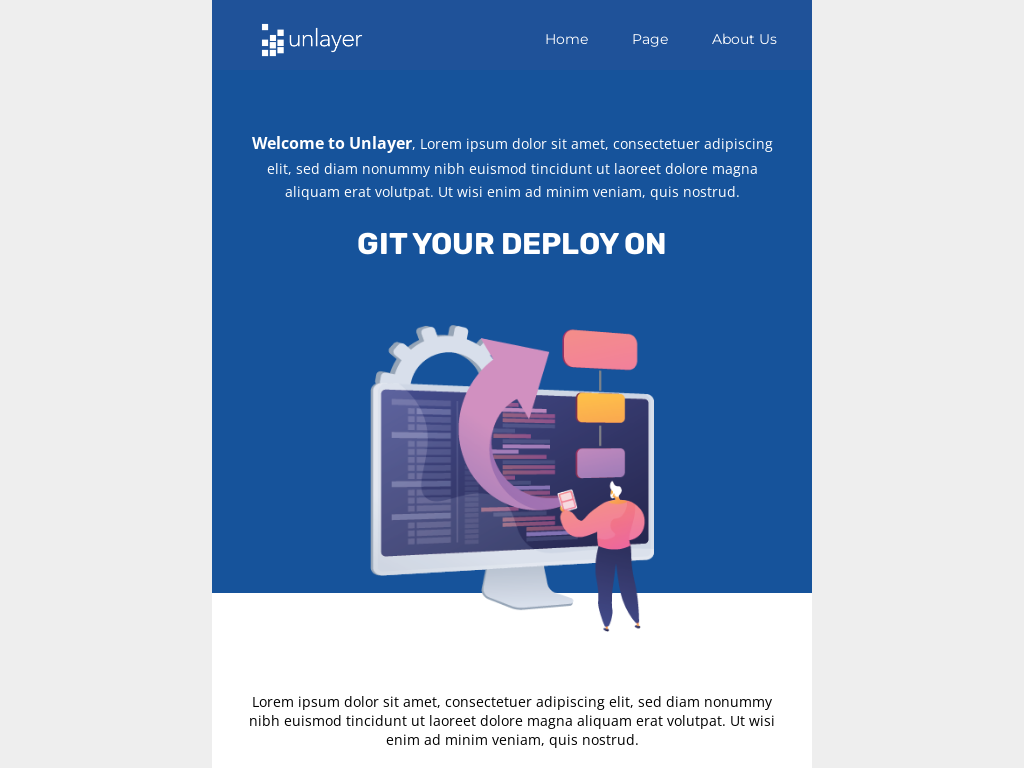 unlayer
Home Page About Us
Welcome to Unlayer, Lorem ipsum dolor sit amet, consectetuer adipiscing
elit, sed diam nonummy nibh euismod tincidunt ut laoreet dolore magna
aliquam erat volutpat. Ut wisi enim ad minim veniam, quis nostrud.
GIT YOUR DEPLOY ON
Lorem ipsum dolor sit amet, consectetuer adipiscing elit, sed diam nonummy
nibh euismod tincidunt ut laoreet dolore magna aliquam erat volutpat. Ut wisi
enim ad minim veniam, quis nostrud.